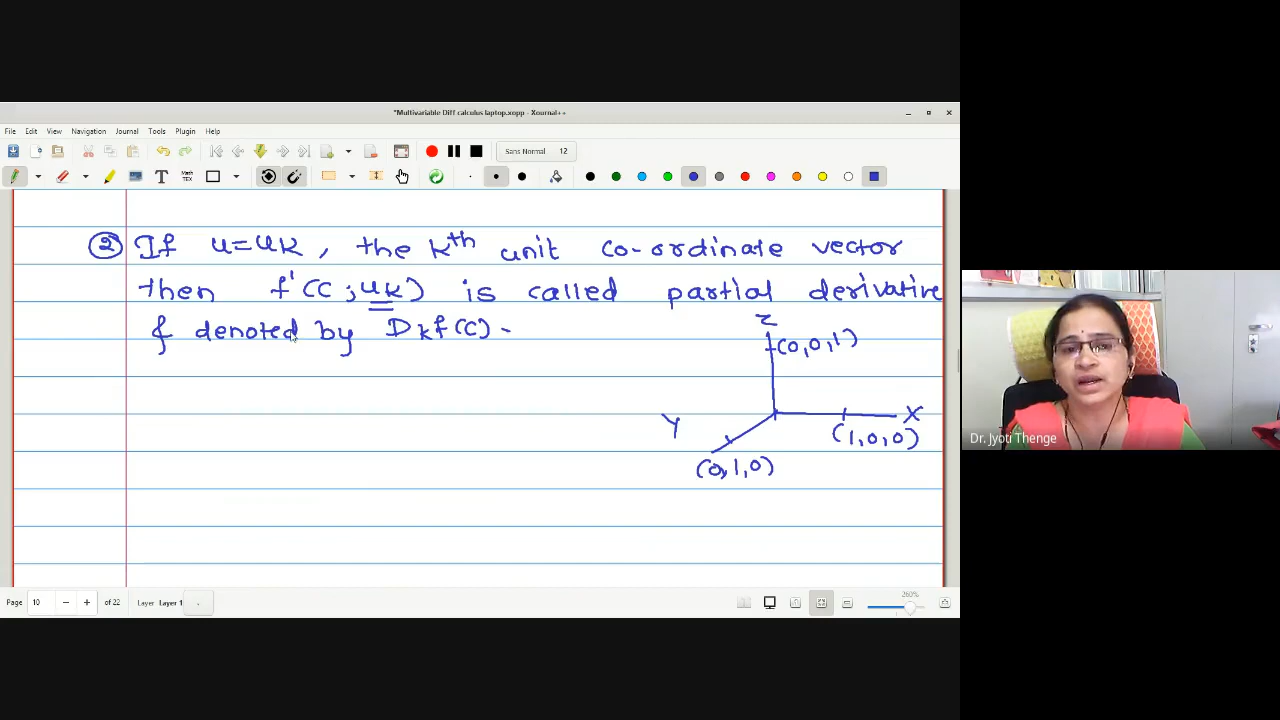 *Multivariable Diff calculus laptop.xopp - Xournal++
File Edit View Navigation Journal Tools Plugin Help
Sans Normal 12
② If u=uk, the kth unit co-ordinate vector
then f'(c;uk) is called partial derivative
& denoted by Dkf(c) -
Z
(0,0,1)
Y
X
(1,0,0)
(0,1,0)
Dr. Jyoti Thenge
Page 10 of 22 Layer Layer 1
260%